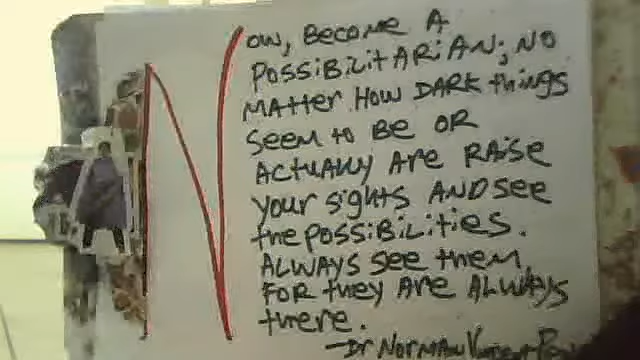 NOW, BECOME A
POSSIBILITARIAN; NO
MATTER HOW DARK things
SEEM to BE OR
ACTUALLY ARE RAISE
your sights AND SEE
the POSSIBILITIES.
ALWAYS SEE them,
FOR they ARE ALWAYS
there.
-Dr NORMAN